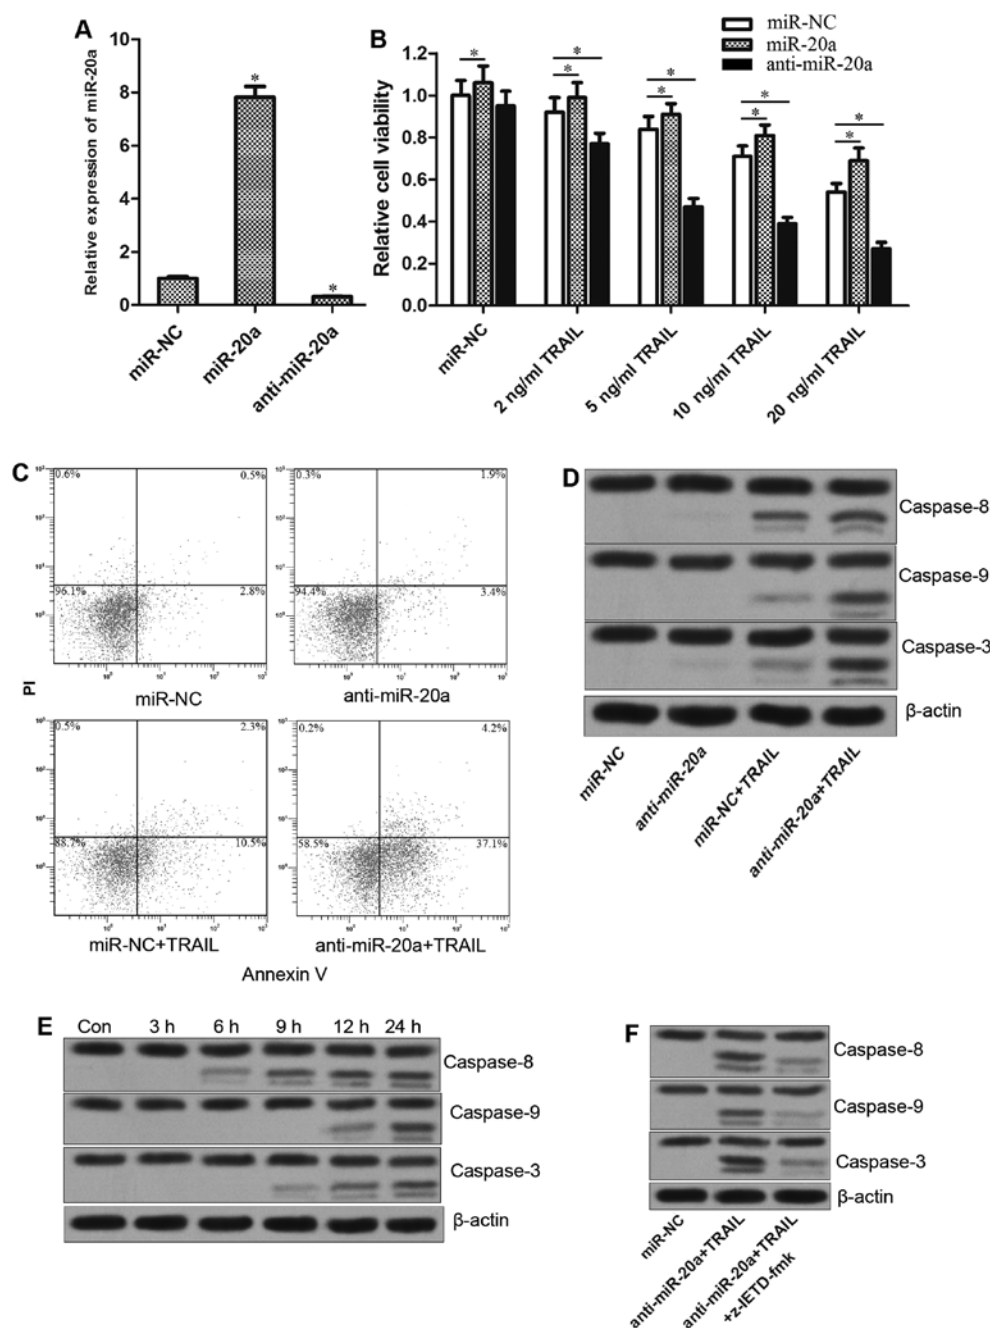 A
Relative expression of miR-20a
10
8
6
4
2
0
*
*
miR-NC
miR-20a
anti-miR-20a
B
miR-NC
miR-20a
anti-miR-20a
Relative cell viability
1.2
1.0
0.8
0.6
0.4
0.2
0.0
*
*
*
*
*
*
*
*
*
miR-NC
2 ng/ml TRAIL
5 ng/ml TRAIL
10 ng/ml TRAIL
20 ng/ml TRAIL
C
0.6% 0.5%
96.1% 2.8%
miR-NC
0.3% 1.9%
94.4% 3.4%
anti-miR-20a
PI
0.5% 2.3%
88.7% 10.5%
miR-NC+TRAIL
0.2% 4.2%
58.5% 37.1%
anti-miR-20a+TRAIL
Annexin V
D
Caspase-8
Caspase-9
Caspase-3
β-actin
miR-NC
anti-miR-20a
miR-NC+TRAIL
anti-miR-20a+TRAIL
E
Con 3 h 6 h 9 h 12 h 24 h
Caspase-8
Caspase-9
Caspase-3
β-actin
F
Caspase-8
Caspase-9
Caspase-3
β-actin
miR-NC
anti-miR-20a+TRAIL
anti-miR-20a+TRAIL
+z-IETD-fmk